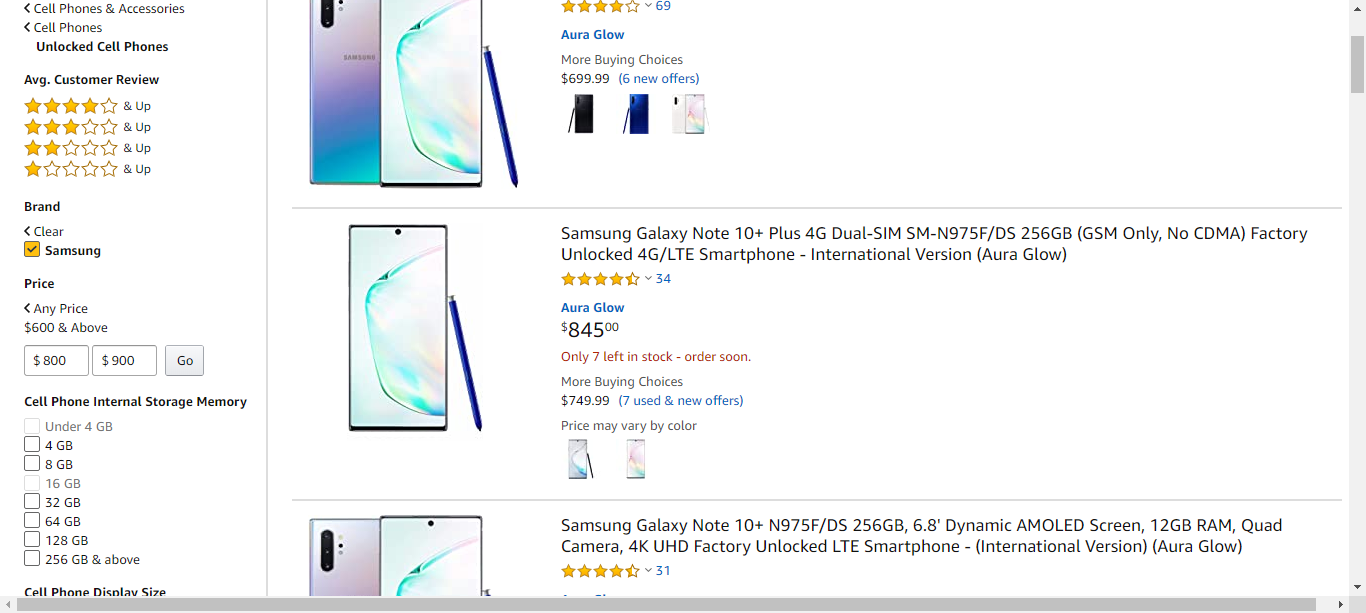 Cell Phones & Accessories
Cell Phones
Unlocked Cell Phones
Avg. Customer Review
& Up
& Up
& Up
& Up
Brand
Clear
Samsung
Price
Any Price
$600 & Above
$ 800 $ 900 Go
Cell Phone Internal Storage Memory
Under 4 GB
4 GB
8 GB
16 GB
32 GB
64 GB
128 GB
256 GB & above
Cell Phone Display Size
SAMSUNG
69
Aura Glow
More Buying Choices
$699.99 (6 new offers)
Samsung Galaxy Note 10+ Plus 4G Dual-SIM SM-N975F/DS 256GB (GSM Only, No CDMA) Factory
Unlocked 4G/LTE Smartphone - International Version (Aura Glow)
34
Aura Glow
$84500
Only 7 left in stock - order soon.
More Buying Choices
$749.99 (7 used & new offers)
Price may vary by color
Samsung Galaxy Note 10+ N975F/DS 256GB, 6.8' Dynamic AMOLED Screen, 12GB RAM, Quad
Camera, 4K UHD Factory Unlocked LTE Smartphone - (International Version) (Aura Glow)
31